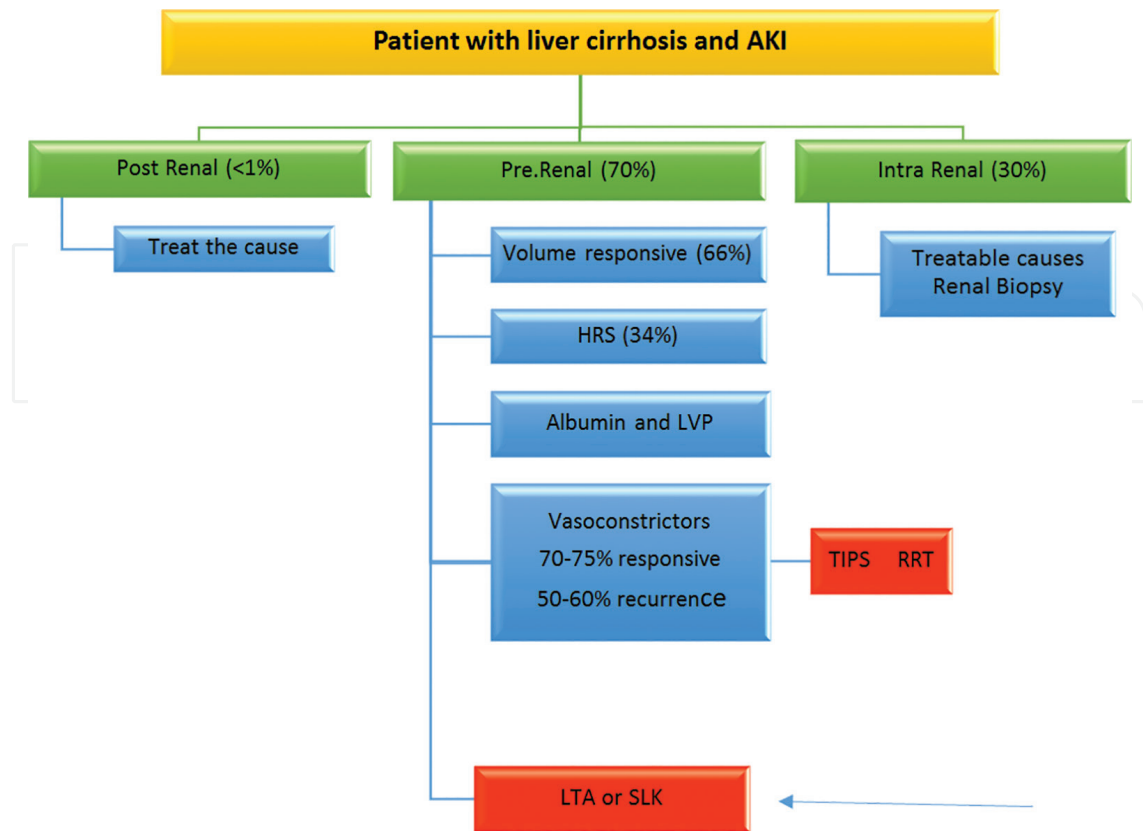 Patient with liver cirrhosis and AKI
Post Renal (<1%)
Pre.Renal (70%)
Intra Renal (30%)
Treat the cause
Volume responsive (66%)
Treatable causes
Renal Biopsy
HRS (34%)
Albumin and LVP
Vasoconstrictors
70-75% responsive
50-60% recurrence
TIPS RRT
LTA or SLK